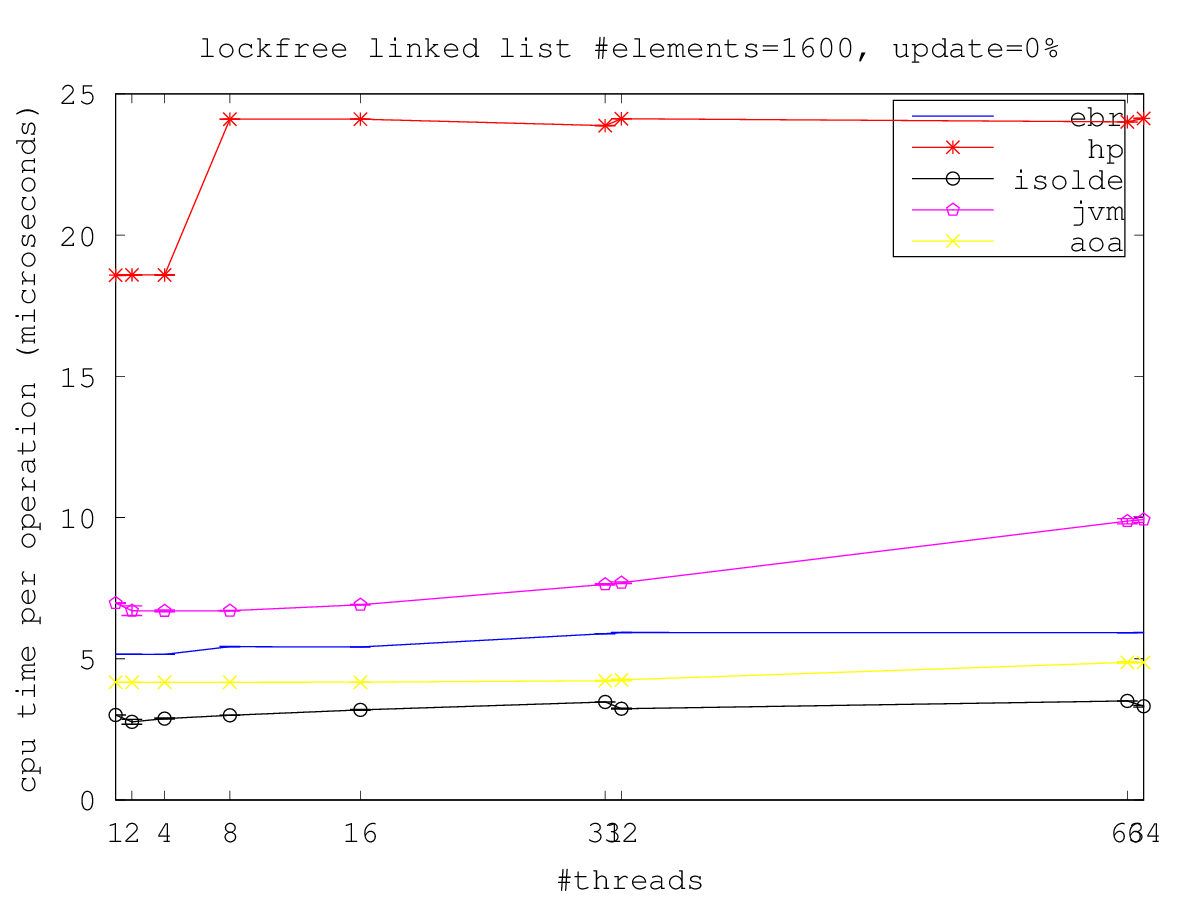 lockfree linked list #elements=1600, update=0%
cpu time per operation (microseconds)
25
20
15
10
5
0
ebr
hp
isolde
jvm
aoa
1 2 4 8 16 31 32 63 64
#threads